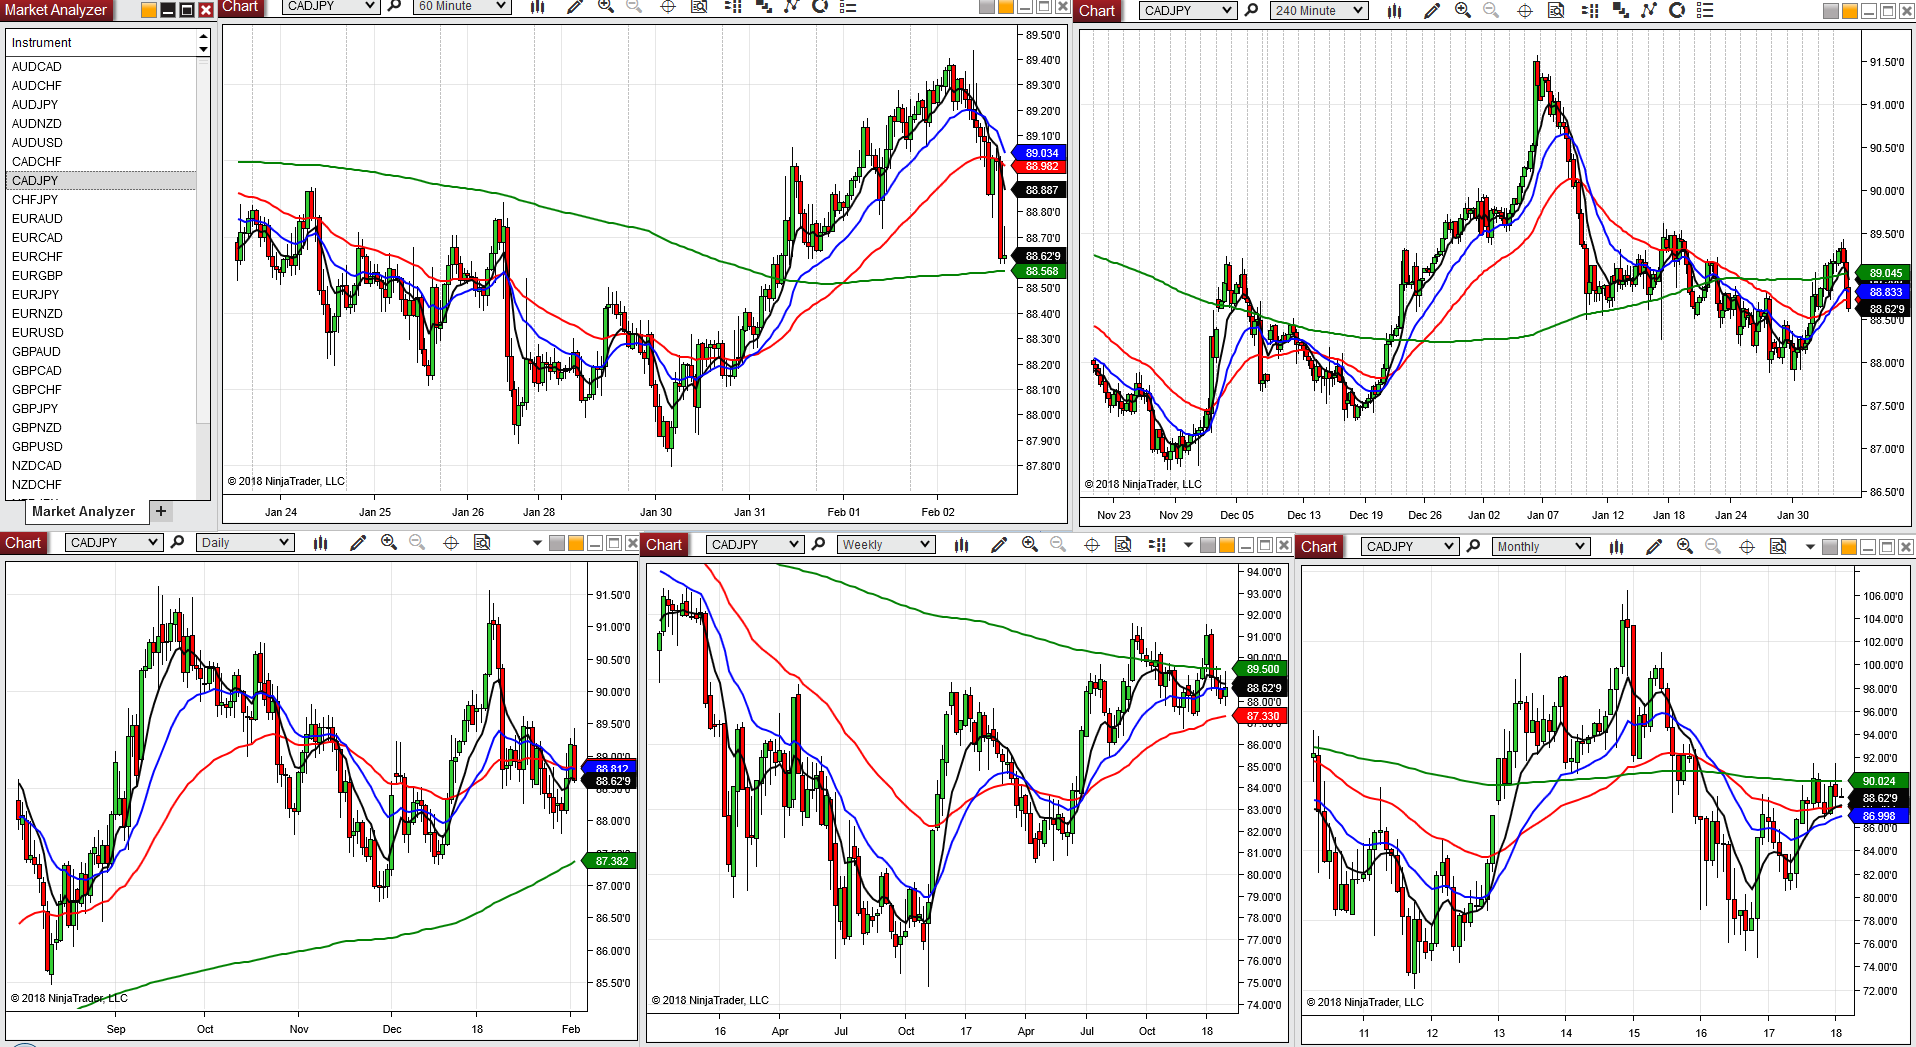 Market Analyzer
Instrument
AUDCAD
AUDCHF
AUDJPY
AUDNZD
AUDUSD
CADCHF
CADJPY
CHFJPY
EURAUD
EURCAD
EURCHF
EURGBP
EURJPY
EURNZD
EURUSD
GBPAUD
GBPCAD
GBPCHF
GBPJPY
GBPNZD
GBPUSD
NZDCAD
NZDCHF
Market Analyzer +
Chart CADJPY 60 Minute
89.50'0
89.40'0
89.30'0
89.20'0
89.10'0
89.034
88.982
88.887
88.80'0
88.70'0
88.62'9
88.568
88.50'0
88.40'0
88.30'0
88.20'0
88.10'0
88.00'0
87.90'0
87.80'0
© 2018 NinjaTrader, LLC
Jan 24 Jan 25 Jan 26 Jan 28 Jan 30 Jan 31 Feb 01 Feb 02
Chart CADJPY 240 Minute
91.50'0
91.00'0
90.50'0
90.00'0
89.50'0
89.045
88.833
88.62'9
88.50'0
88.00'0
87.50'0
87.00'0
86.50'0
© 2018 NinjaTrader, LLC
Nov 23 Nov 29 Dec 05 Dec 13 Dec 19 Dec 26 Jan 02 Jan 07 Jan 12 Jan 18 Jan 24 Jan 30
Chart CADJPY Daily
91.50'0
91.00'0
90.50'0
90.00'0
89.50'0
89.00'0
88.812
88.62'9
88.50'0
88.00'0
87.382
87.00'0
86.50'0
86.00'0
85.50'0
© 2018 NinjaTrader, LLC
Sep Oct Nov Dec 18 Feb
Chart CADJPY Weekly
94.00'0
93.00'0
92.00'0
91.00'0
90.00'0
89.500
88.62'9
88.00'0
87.330
86.00'0
85.00'0
84.00'0
83.00'0
82.00'0
81.00'0
80.00'0
79.00'0
78.00'0
77.00'0
76.00'0
75.00'0
74.00'0
© 2018 NinjaTrader, LLC
16 Apr Jul Oct 17 Apr Jul Oct 18
Chart CADJPY Monthly
106.00'0
104.00'0
102.00'0
100.00'0
98.00'0
96.00'0
94.00'0
92.00'0
90.024
88.62'9
86.998
86.00'0
84.00'0
82.00'0
80.00'0
78.00'0
76.00'0
74.00'0
72.00'0
© 2018 NinjaTrader, LLC
11 12 13 14 15 16 17 18